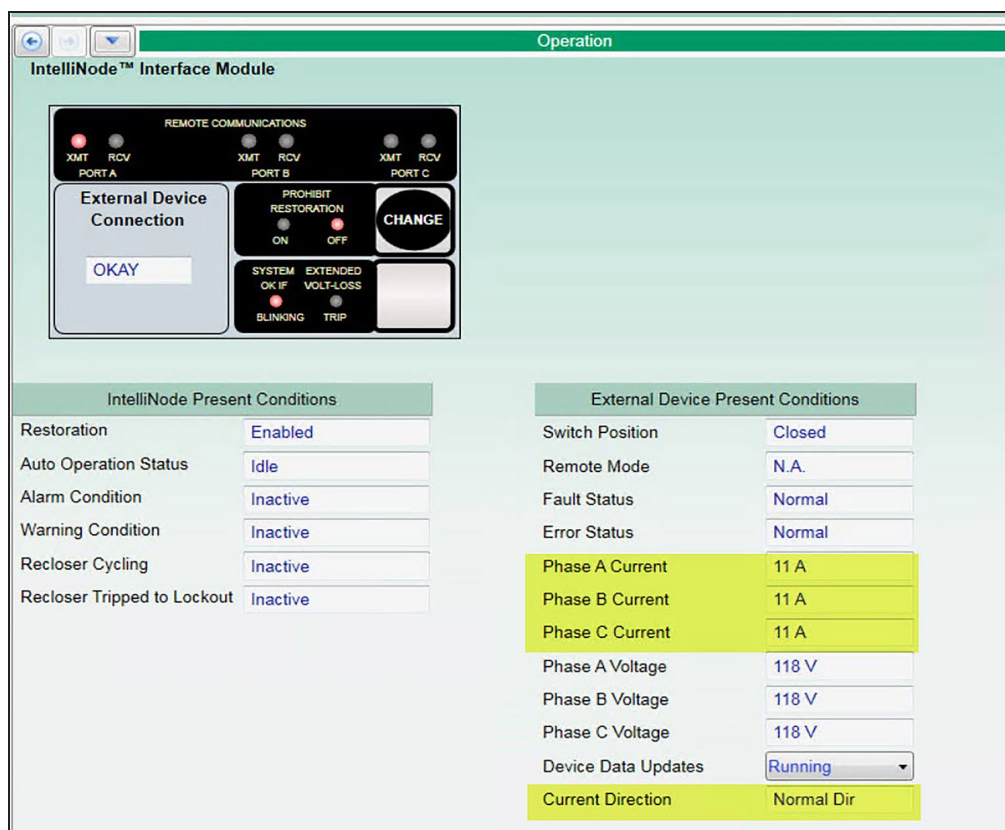 Operation
IntelliNode™ Interface Module
REMOTE COMMUNICATIONS
XMT RCV XMT RCV XMT RCV
PORT A PORT B PORT C
External Device
Connection
OKAY
PROHIBIT
RESTORATION
ON OFF
CHANGE
SYSTEM EXTENDED
OK IF VOLT-LOSS
BLINKING TRIP
IntelliNode Present Conditions
Restoration Enabled
Auto Operation Status Idle
Alarm Condition Inactive
Warning Condition Inactive
Recloser Cycling Inactive
Recloser Tripped to Lockout Inactive
External Device Present Conditions
Switch Position Closed
Remote Mode N.A.
Fault Status Normal
Error Status Normal
Phase A Current 11 A
Phase B Current 11 A
Phase C Current 11 A
Phase A Voltage 118 V
Phase B Voltage 118 V
Phase C Voltage 118 V
Device Data Updates Running
Current Direction Normal Dir